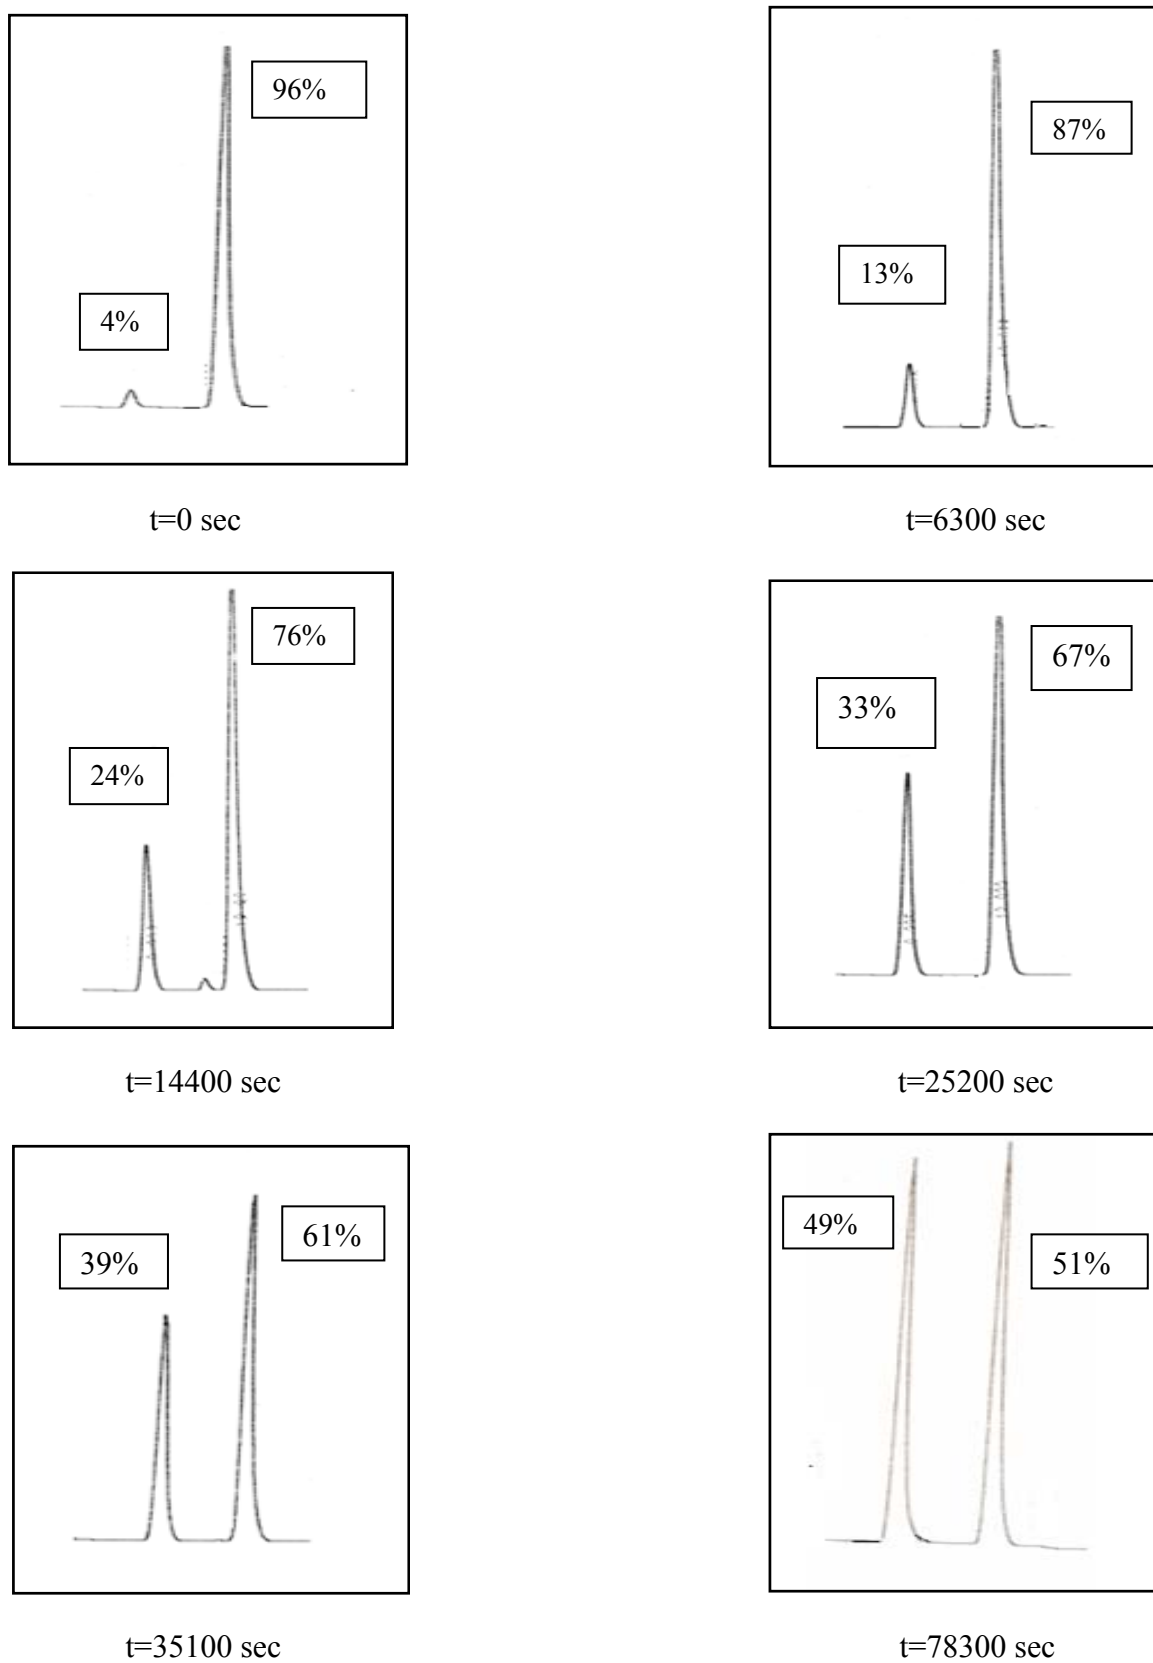 96%
4%
t=0 sec
87%
13%
t=6300 sec
76%
24%
t=14400 sec
67%
33%
t=25200 sec
61%
39%
t=35100 sec
49%
51%
t=78300 sec